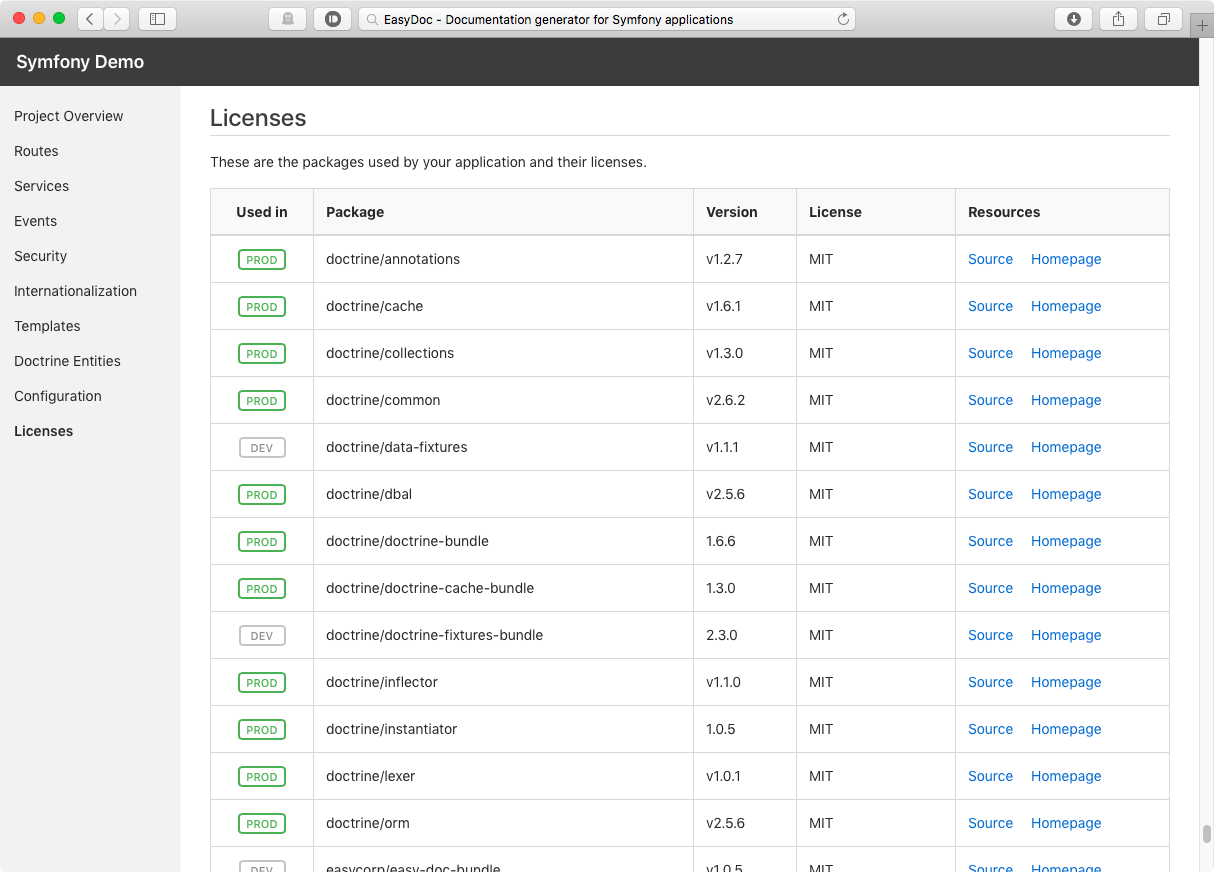 EasyDoc - Documentation generator for Symfony applications
Symfony Demo
Project Overview
Routes
Services
Events
Security
Internationalization
Templates
Doctrine Entities
Configuration
Licenses
Licenses
These are the packages used by your application and their licenses.
Used in Package Version License Resources
PROD doctrine/annotations v1.2.7 MIT Source Homepage
PROD doctrine/cache v1.6.1 MIT Source Homepage
PROD doctrine/collections v1.3.0 MIT Source Homepage
PROD doctrine/common v2.6.2 MIT Source Homepage
DEV doctrine/data-fixtures v1.1.1 MIT Source Homepage
PROD doctrine/dbal v2.5.6 MIT Source Homepage
PROD doctrine/doctrine-bundle 1.6.6 MIT Source Homepage
PROD doctrine/doctrine-cache-bundle 1.3.0 MIT Source Homepage
DEV doctrine/doctrine-fixtures-bundle 2.3.0 MIT Source Homepage
PROD doctrine/inflector v1.1.0 MIT Source Homepage
PROD doctrine/instantiator 1.0.5 MIT Source Homepage
PROD doctrine/lexer v1.0.1 MIT Source Homepage
PROD doctrine/orm v2.5.6 MIT Source Homepage
DEV easycorp/easy-doc-bundle v1.0.5 MIT Source Homepage